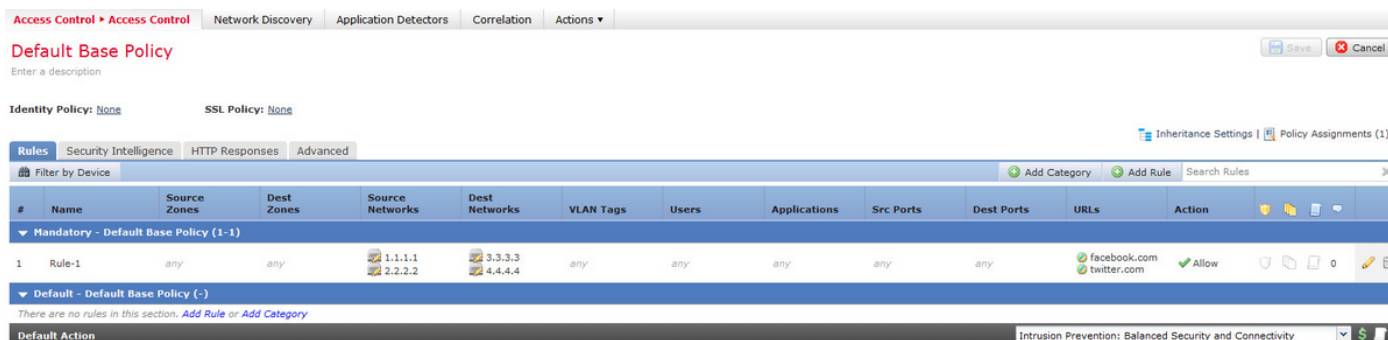 Access Control ▸ Access Control Network Discovery Application Detectors Correlation Actions ▾
Default Base Policy
Save Cancel
Enter a description
Identity Policy: None SSL Policy: None
Inheritance Settings | Policy Assignments (1)
Rules Security Intelligence HTTP Responses Advanced
Filter by Device Add Category Add Rule Search Rules
# Name Source Zones Dest Zones Source Networks Dest Networks VLAN Tags Users Applications Src Ports Dest Ports URLs Action
Mandatory - Default Base Policy (1-1)
1 Rule-1 any any 1.1.1.1 3.3.3.3 any any any any any facebook.com Allow 0
2.2.2.2 4.4.4.4 twitter.com
Default - Default Base Policy (-)
There are no rules in this section. Add Rule or Add Category
Default Action Intrusion Prevention: Balanced Security and Connectivity $